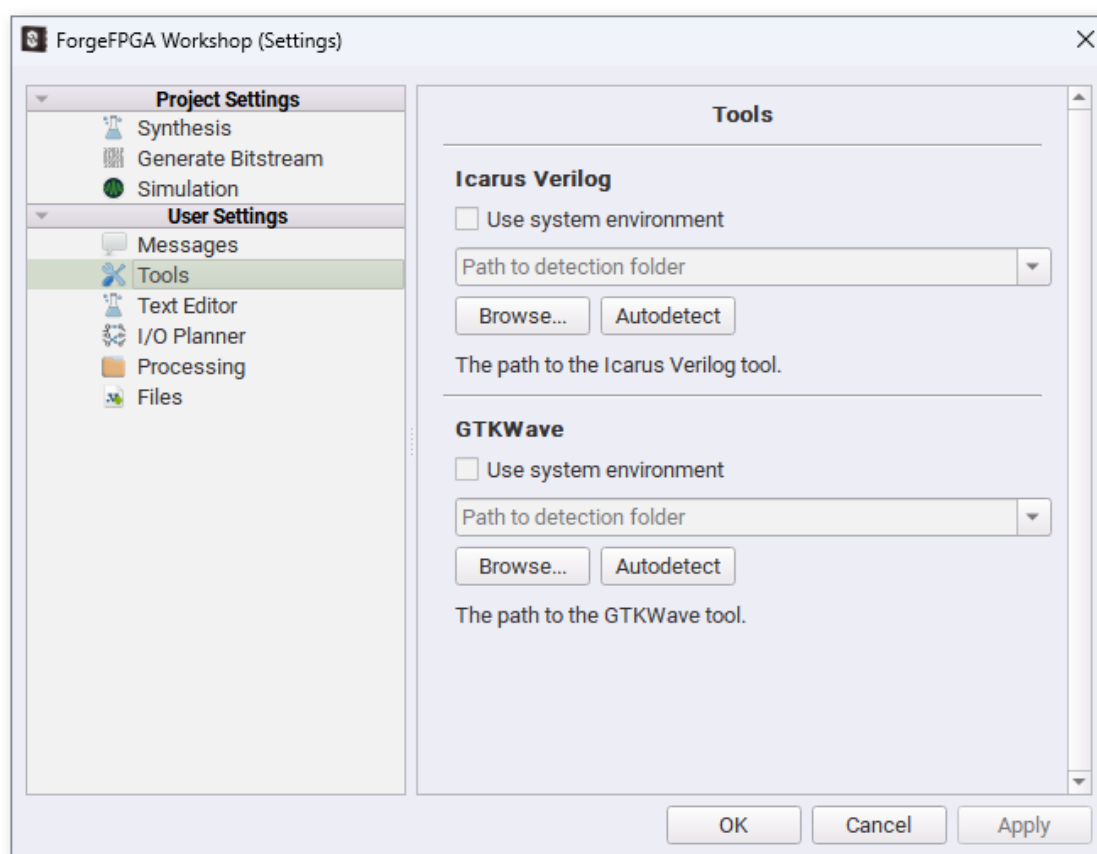 ForgeFPGA Workshop (Settings)
Project Settings
Synthesis
Generate Bitstream
Simulation
User Settings
Messages
Tools
Text Editor
I/O Planner
Processing
Files
Tools
Icarus Verilog
Use system environment
Path to detection folder
Browse... Autodetect
The path to the Icarus Verilog tool.
GTKWave
Use system environment
Path to detection folder
Browse... Autodetect
The path to the GTKWave tool.
OK Cancel Apply